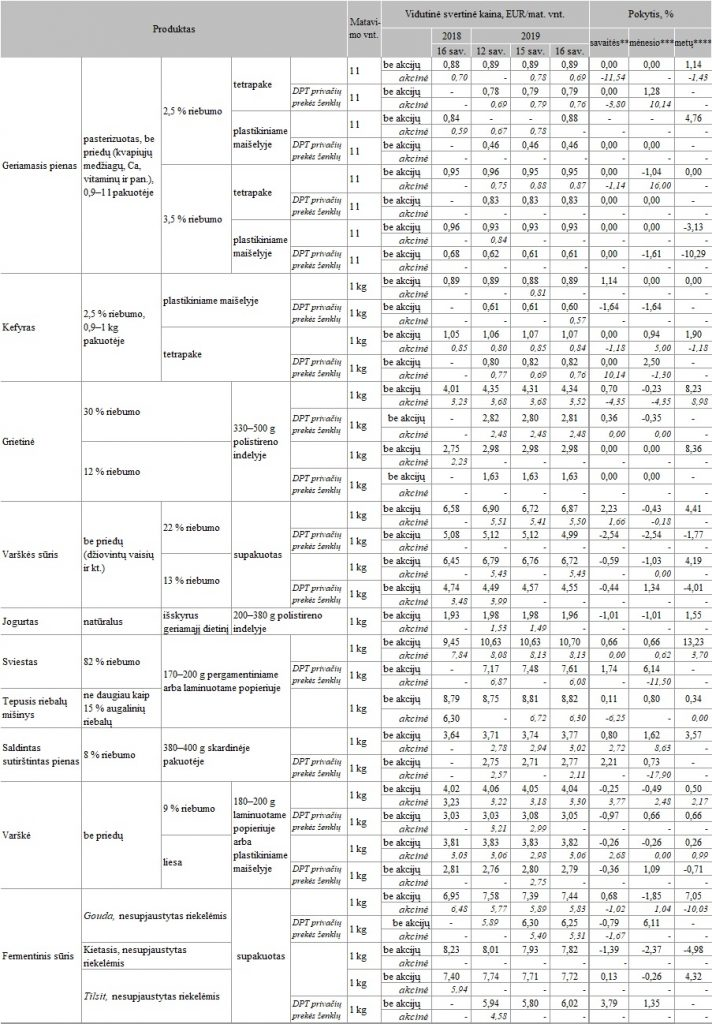 Produktas Matavi- Vidutinė svertinė kaina, EUR/mat. vnt. Pokytis, %
mo vnt. 2018 2019 savaitės** mėnesio*** metų****
16 sav. 12 sav. 15 sav. 16 sav.
Geriamasis pienas
pasterizuotas, be
priedų (kvapiųjų
medžiagų, Ca,
vitaminų ir pan.),
0,9–1 l pakuotėje
2,5 % riebumo
tetrapake
1 l be akcijų 0,88 0,89 0,89 0,89 0,00 0,00 1,14
akcinė 0,70 - 0,78 0,69 -11,54 - -1,43
DPT privačių
prekės ženklų
1 l be akcijų - 0,78 0,79 0,79 0,00 1,28 -
akcinė - 0,69 0,79 0,76 -3,80 10,14 -
plastikiniame
maišelyje
1 l be akcijų 0,84 - - 0,88 - - 4,76
akcinė 0,59 0,67 0,78 - - - -
DPT privačių
prekės ženklų
1 l be akcijų - 0,46 0,46 0,46 0,00 0,00 -
akcinė - - - - - - -
3,5 % riebumo
tetrapake
1 l be akcijų 0,95 0,96 0,95 0,95 0,00 -1,04 0,00
akcinė - 0,75 0,88 0,87 -1,14 16,00 -
DPT privačių
prekės ženklų
1 l be akcijų - 0,83 0,83 0,83 0,00 0,00 -
akcinė - - - - - - -
plastikiniame
maišelyje
1 l be akcijų 0,96 0,93 0,93 0,93 0,00 0,00 -3,13
akcinė - 0,84 - - - - -
DPT privačių
prekės ženklų
1 l be akcijų 0,68 0,62 0,61 0,61 0,00 -1,61 -10,29
akcinė - - - - - - -
Kefyras
2,5 % riebumo,
0,9–1 kg
pakuotėje
plastikiniame maišelyje
1 kg be akcijų 0,89 0,89 0,88 0,89 1,14 0,00 0,00
akcinė - - 0,81 - - - -
DPT privačių
prekės ženklų
1 kg be akcijų - 0,61 0,61 0,60 -1,64 -1,64 -
akcinė - - - 0,57 - - -
tetrapake
1 kg be akcijų 1,05 1,06 1,07 1,07 0,00 0,94 1,90
akcinė 0,85 0,80 0,85 0,84 -1,18 5,00 -1,18
DPT privačių
prekės ženklų
1 kg be akcijų - 0,80 0,82 0,82 0,00 2,50 -
akcinė - 0,77 0,69 0,76 10,14 -1,30 -
Grietinė
30 % riebumo
330–500 g
polistireno
indelyje
1 kg be akcijų 4,01 4,35 4,31 4,34 0,70 -0,23 8,23
akcinė 3,23 3,68 3,68 3,52 -4,35 -4,35 8,98
DPT privačių
prekės ženklų
1 kg be akcijų - 2,82 2,80 2,81 0,36 -0,35 -
akcinė - 2,48 2,48 2,48 0,00 0,00 -
12 % riebumo
1 kg be akcijų 2,75 2,98 2,98 2,98 0,00 0,00 8,36
akcinė 2,23 - - - - - -
DPT privačių
prekės ženklų
1 kg be akcijų - 1,63 1,63 1,63 0,00 0,00 -
akcinė - - - - - - -
Varškės sūris
be priedų
(džiovintų vaisių
ir kt.)
22 % riebumo
supakuotas
1 kg be akcijų 6,58 6,90 6,72 6,87 2,23 -0,43 4,41
akcinė - 5,51 5,41 5,50 1,66 -0,18 -
DPT privačių
prekės ženklų
1 kg be akcijų 5,08 5,12 5,12 4,99 -2,54 -2,54 -1,77
akcinė - - - - - - -
13 % riebumo
1 kg be akcijų 6,45 6,79 6,76 6,72 -0,59 -1,03 4,19
akcinė - 5,43 - 5,43 - 0,00 -
DPT privačių
prekės ženklų
1 kg be akcijų 4,74 4,49 4,57 4,55 -0,44 1,34 -4,01
akcinė 3,48 3,99 - - - - -
Jogurtas natūralus
išskyrus
geriamąjį dietinį
200–380 g polistireno
indelyje
1 kg be akcijų 1,93 1,98 1,98 1,96 -1,01 -1,01 1,55
akcinė - 1,53 1,49 - - - -
Sviestas 82 % riebumo
170–200 g pergamentiniame
arba laminuotame popieriuje
1 kg be akcijų 9,45 10,63 10,63 10,70 0,66 0,66 13,23
akcinė 7,84 8,08 8,13 8,13 0,00 0,62 3,70
DPT privačių
prekės ženklų
1 kg be akcijų - 7,17 7,48 7,61 1,74 6,14 -
akcinė - 6,87 - 6,08 - -11,50 -
Tepusis riebalų
mišinys
ne daugiau kaip
15 % augalinių
riebalų
1 kg be akcijų 8,79 8,75 8,81 8,82 0,11 0,80 0,34
akcinė 6,30 - 6,72 6,30 -6,25 - 0,00
Saldintas
sutirštintas pienas
8 % riebumo
380–400 g skardinėje
pakuotėje
1 kg be akcijų 3,64 3,71 3,74 3,77 0,80 1,62 3,57
akcinė - 2,78 2,94 3,02 2,72 8,63 -
DPT privačių
prekės ženklų
1 kg be akcijų - 2,75 2,71 2,77 2,21 0,73 -
akcinė - 2,57 - 2,11 - -17,90 -
Varškė
be priedų
9 % riebumo
180–200 g
laminuotame
popieriuje
arba
plastikiniame
maišelyje
1 kg be akcijų 4,02 4,06 4,05 4,04 -0,25 -0,49 0,50
akcinė 3,23 3,22 3,18 3,30 3,77 2,48 2,17
DPT privačių
prekės ženklų
1 kg be akcijų 3,03 3,03 3,08 3,05 -0,97 0,66 0,66
akcinė - 3,21 2,99 - - - -
liesa
1 kg be akcijų 3,81 3,83 3,83 3,82 -0,26 -0,26 0,26
akcinė 3,03 3,06 2,98 3,06 2,68 0,00 0,99
DPT privačių
prekės ženklų
1 kg be akcijų 2,81 2,76 2,80 2,79 -0,36 1,09 -0,71
akcinė - - 2,75 - - - -
Fermentinis sūris
Gouda, nesupjaustytas riekelėmis
supakuotas
1 kg be akcijų 6,95 7,58 7,39 7,44 0,68 -1,85 7,05
akcinė 6,48 5,77 5,89 5,83 -1,02 1,04 -10,03
DPT privačių
prekės ženklų
1 kg be akcijų - 5,89 6,30 6,25 -0,79 6,11 -
akcinė - - 5,40 5,31 -1,67 - -
Kietasis, nesupjaustytas
riekelėmis
1 kg be akcijų 8,23 8,01 7,93 7,82 -1,39 -2,37 -4,98
akcinė - - - - - - -
Tilsit, nesupjaustytas riekelėmis
1 kg be akcijų 7,40 7,74 7,71 7,72 0,13 -0,26 4,32
akcinė 5,94 - - - - - -
DPT privačių
prekės ženklų
1 kg be akcijų - 5,94 5,80 6,02 3,79 1,35 -
akcinė - 4,58 - - - - -